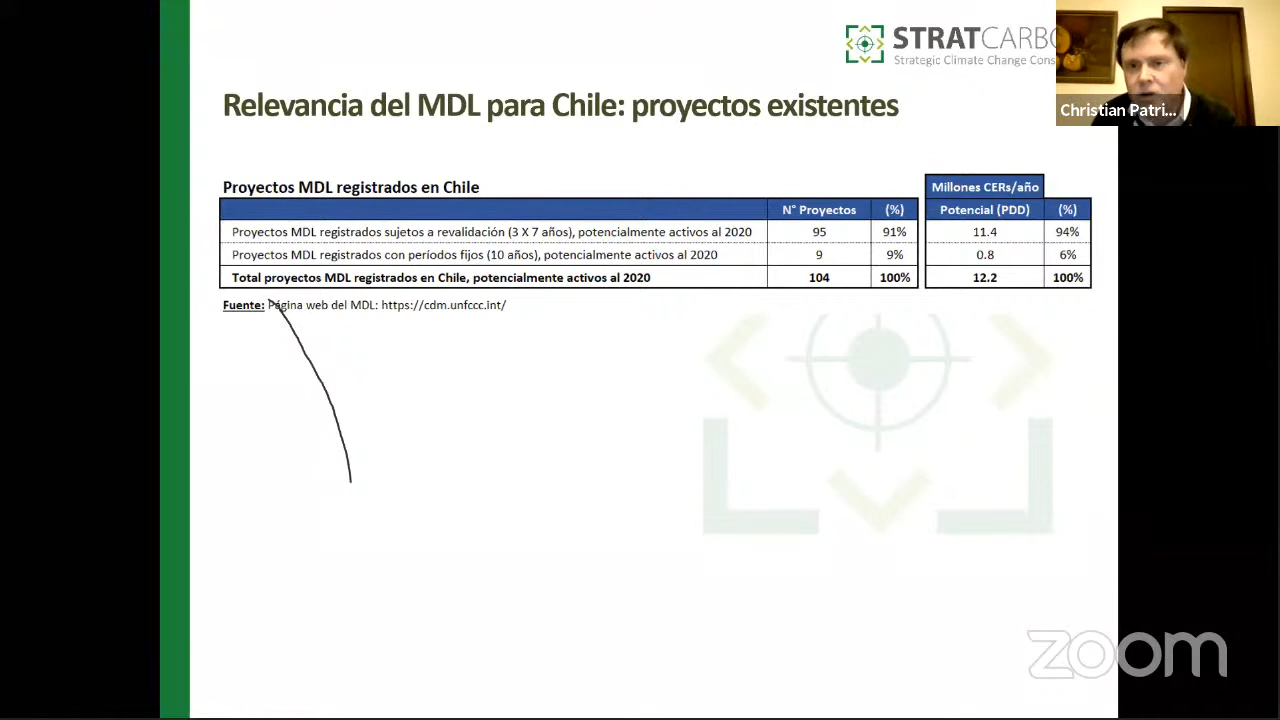 STRATCARBO
Strategic Climate Change Cons
Christian Patri...
Relevancia del MDL para Chile: proyectos existentes
Proyectos MDL registrados en Chile
Millones CERs/año
N° Proyectos (%) Potencial (PDD) (%)
Proyectos MDL registrados sujetos a revalidación (3 X 7 años), potencialmente activos al 2020 95 91% 11.4 94%
Proyectos MDL registrados con períodos fijos (10 años), potencialmente activos al 2020 9 9% 0.8 6%
Total proyectos MDL registrados en Chile, potencialmente activos al 2020 104 100% 12.2 100%
Fuente: Página web del MDL: https://cdm.unfccc.int/
zoom